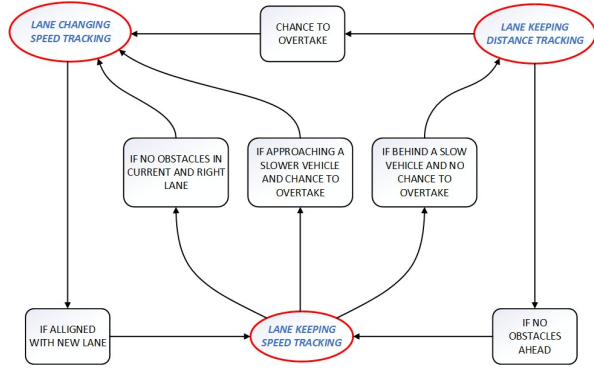 LANE CHANGING
SPEED TRACKING
CHANCE TO
OVERTAKE
LANE KEEPING
DISTANCE TRACKING
IF NO OBSTACLES IN
CURRENT AND RIGHT
LANE
IF APPROACHING A
SLOWER VEHICLE
AND CHANCE TO
OVERTAKE
IF BEHIND A SLOW
VEHICLE AND NO
CHANCE TO
OVERTAKE
IF ALLIGNED
WITH NEW LANE
LANE KEEPING
SPEED TRACKING
IF NO
OBSTACLES
AHEAD